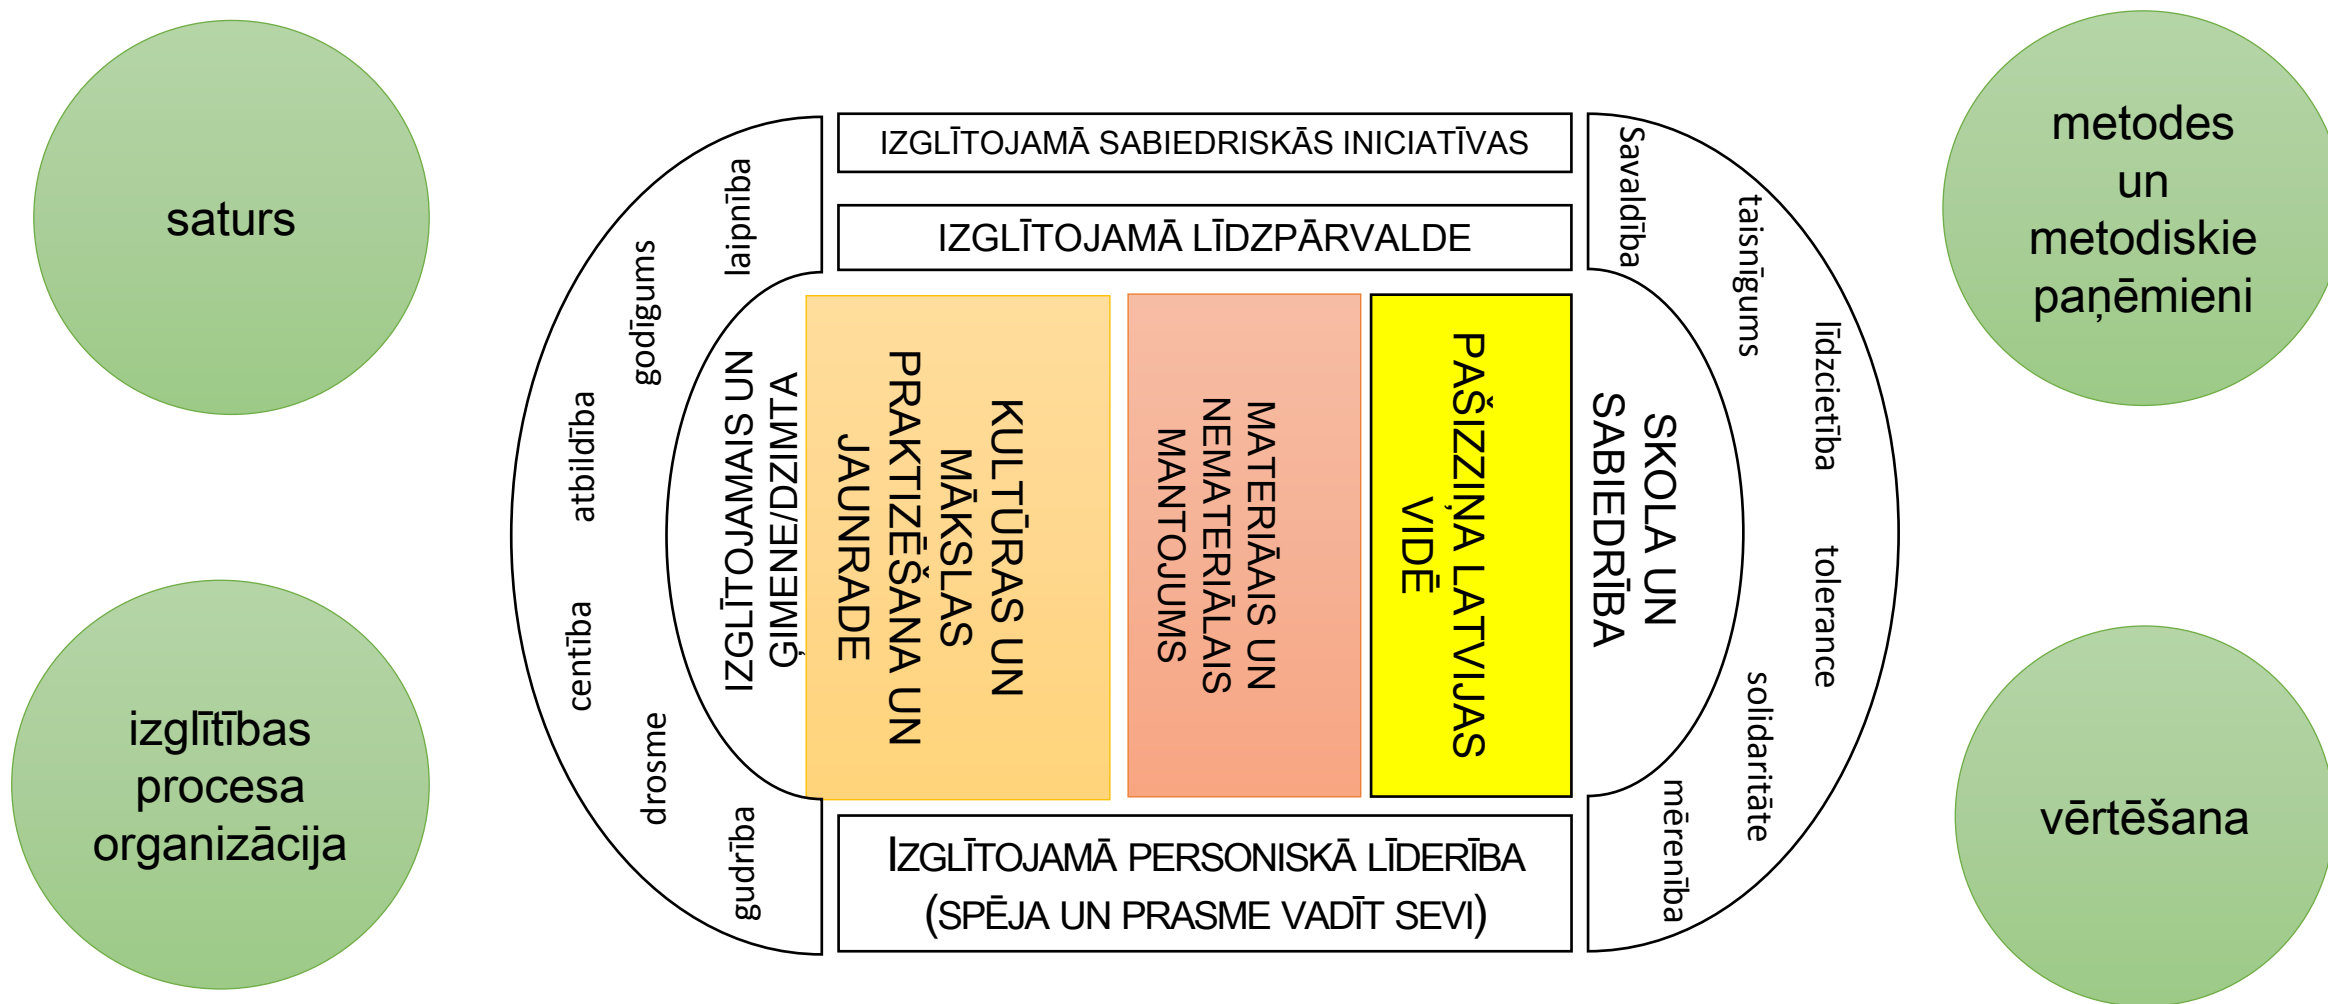 saturs
izglītības
procesa
organizācija
laipnība
godīgums
atbildība
centība
drosme
gudrība
IZGLĪTOJAMAIS UN
ĢIMENE/DZIMTA
IZGLĪTOJAMĀ SABIEDRISKĀS INICIATĪVAS
IZGLĪTOJAMĀ LĪDZPĀRVALDE
KULTŪRAS UN
MĀKSLAS
PRAKTIZĒŠANA UN
JAUNRADE
MATERIĀAIS UN
NEMATERIĀLAIS
MANTOJUMS
PAŠIZZIŅA LATVIJAS
VIDĒ
IZGLĪTOJAMĀ PERSONISKĀ LĪDERĪBA
(SPĒJA UN PRASME VADĪT SEVI)
SKOLA UN
SABIEDRĪBA
Savaldība
taisnīgums
līdzcietība
tolerance
solidaritāte
mērenība
metodes
un
metodiskie
paņēmieni
vērtēšana